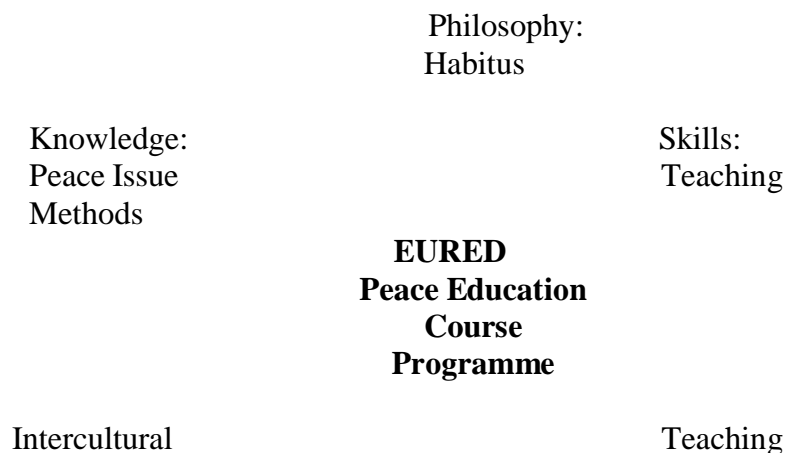 Philosophy:
Habitus
Knowledge: Skills:
Peace Issue Teaching
Methods
EURED
Peace Education
Course
Programme
Intercultural Teaching